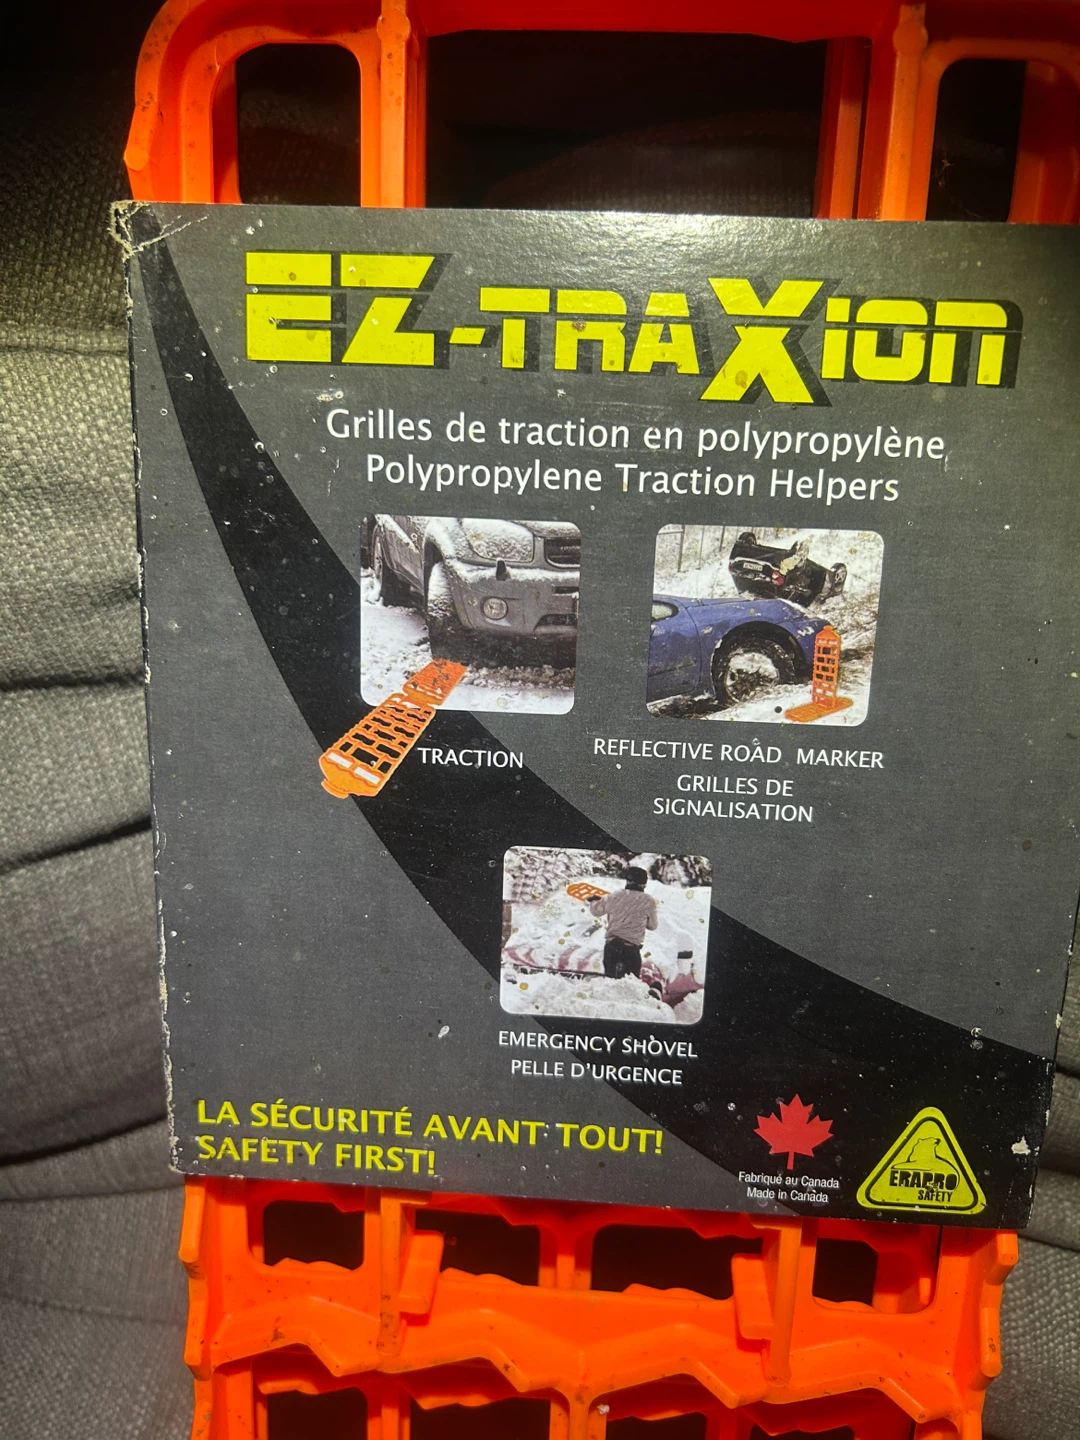 EZ-TRAXION
Grilles de traction en polypropylène
Polypropylene Traction Helpers
TRACTION
REFLECTIVE ROAD MARKER
GRILLES DE
SIGNALISATION
EMERGENCY SHOVEL
PELLE D'URGENCE
LA SÉCURITÉ AVANT TOUT!
SAFETY FIRST!
Fabriqué au Canada
Made in Canada
ERAPRO
SAFETY